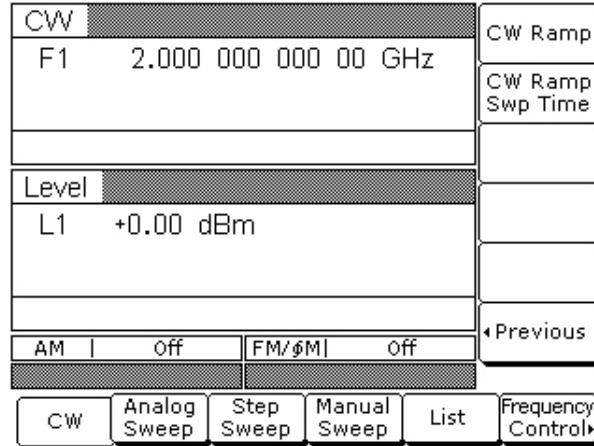 CW
F1 2.000 000 000 00 GHz
Level
L1 +0.00 dBm
AM | Off FM/ϕM| Off
CW Ramp
CW Ramp
Swp Time
◂Previous
CW
Analog
Sweep
Step
Sweep
Manual
Sweep
List
Frequency
Control▸